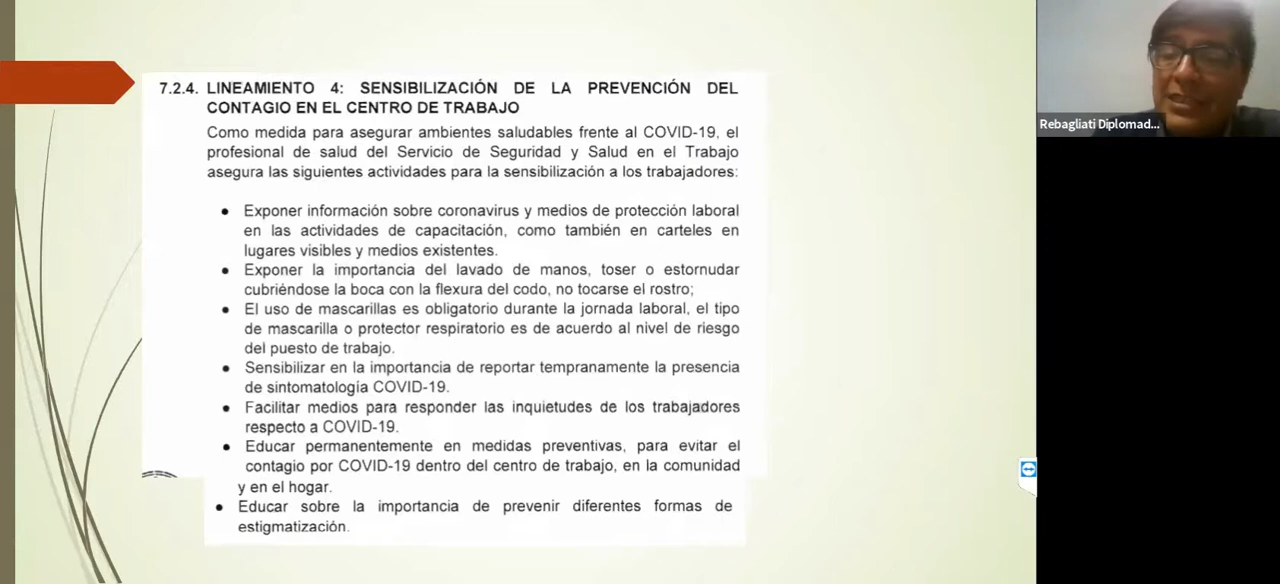 7.2.4. LINEAMIENTO 4: SENSIBILIZACIÓN DE LA PREVENCIÓN DEL
CONTAGIO EN EL CENTRO DE TRABAJO
Como medida para asegurar ambientes saludables frente al COVID-19, el
profesional de salud del Servicio de Seguridad y Salud en el Trabajo
asegura las siguientes actividades para la sensibilización a los trabajadores:
● Exponer información sobre coronavirus y medios de protección laboral
en las actividades de capacitación, como también en carteles en
lugares visibles y medios existentes.
● Exponer la importancia del lavado de manos, toser o estornudar
cubriéndose la boca con la flexura del codo, no tocarse el rostro;
● El uso de mascarillas es obligatorio durante la jornada laboral, el tipo
de mascarilla o protector respiratorio es de acuerdo al nivel de riesgo
del puesto de trabajo.
● Sensibilizar en la importancia de reportar tempranamente la presencia
de sintomatología COVID-19.
● Facilitar medios para responder las inquietudes de los trabajadores
respecto a COVID-19.
● Educar permanentemente en medidas preventivas, para evitar el
contagio por COVID-19 dentro del centro de trabajo, en la comunidad
y en el hogar.
● Educar sobre la importancia de prevenir diferentes formas de
estigmatización.
Rebagliati Diplomad...